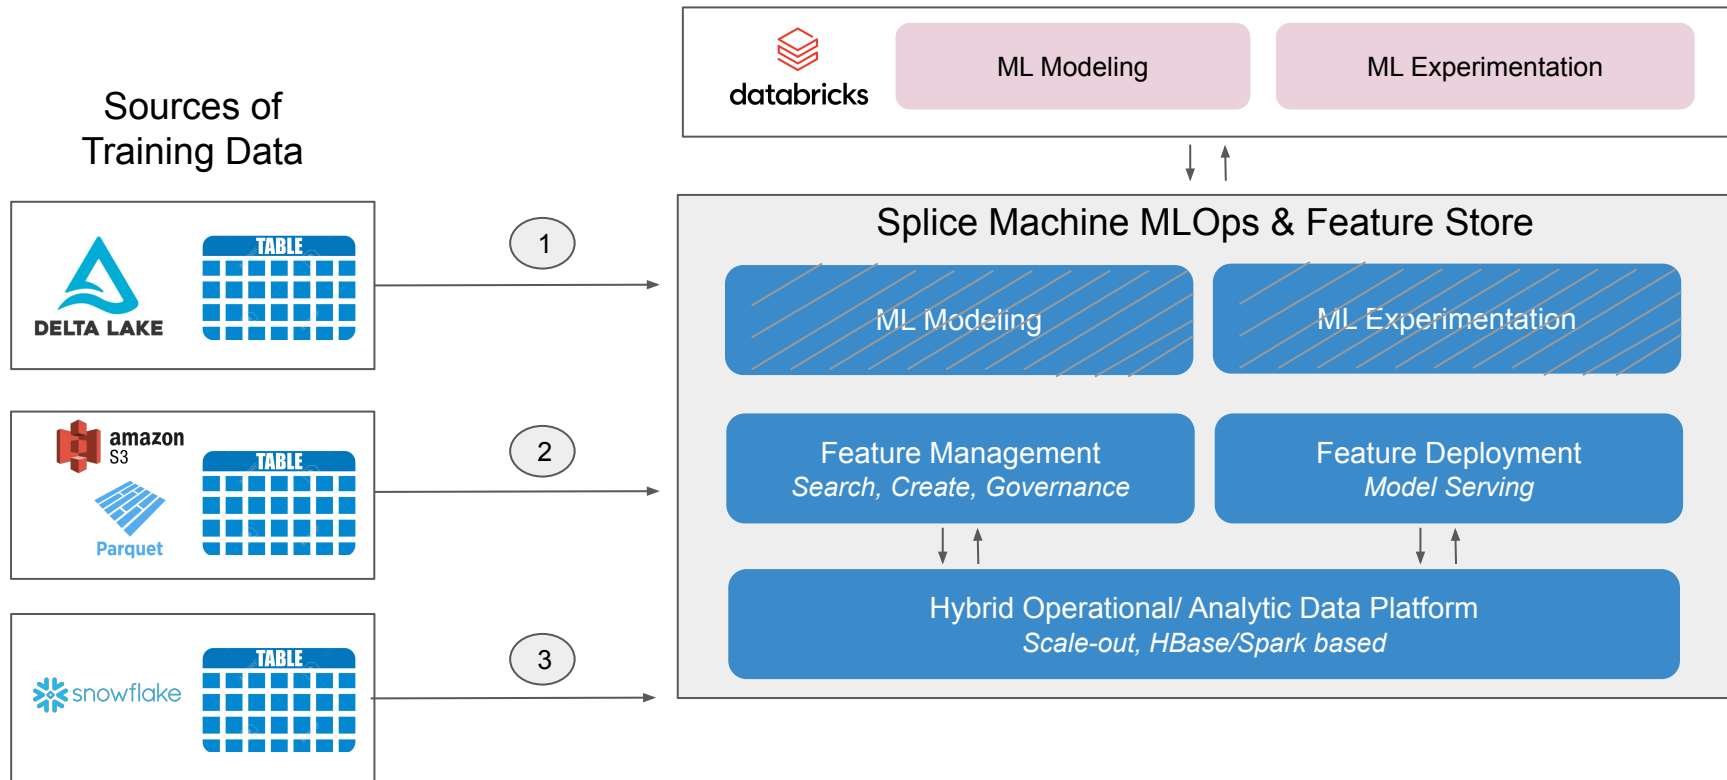 databricks
ML Modeling
ML Experimentation
Sources of
Training Data
DELTA LAKE
TABLE
1
amazon
S3
Parquet
TABLE
2
snowflake
TABLE
3
Splice Machine MLOps & Feature Store
ML Modeling
ML Experimentation
Feature Management
Search, Create, Governance
Feature Deployment
Model Serving
Hybrid Operational/ Analytic Data Platform
Scale-out, HBase/Spark based